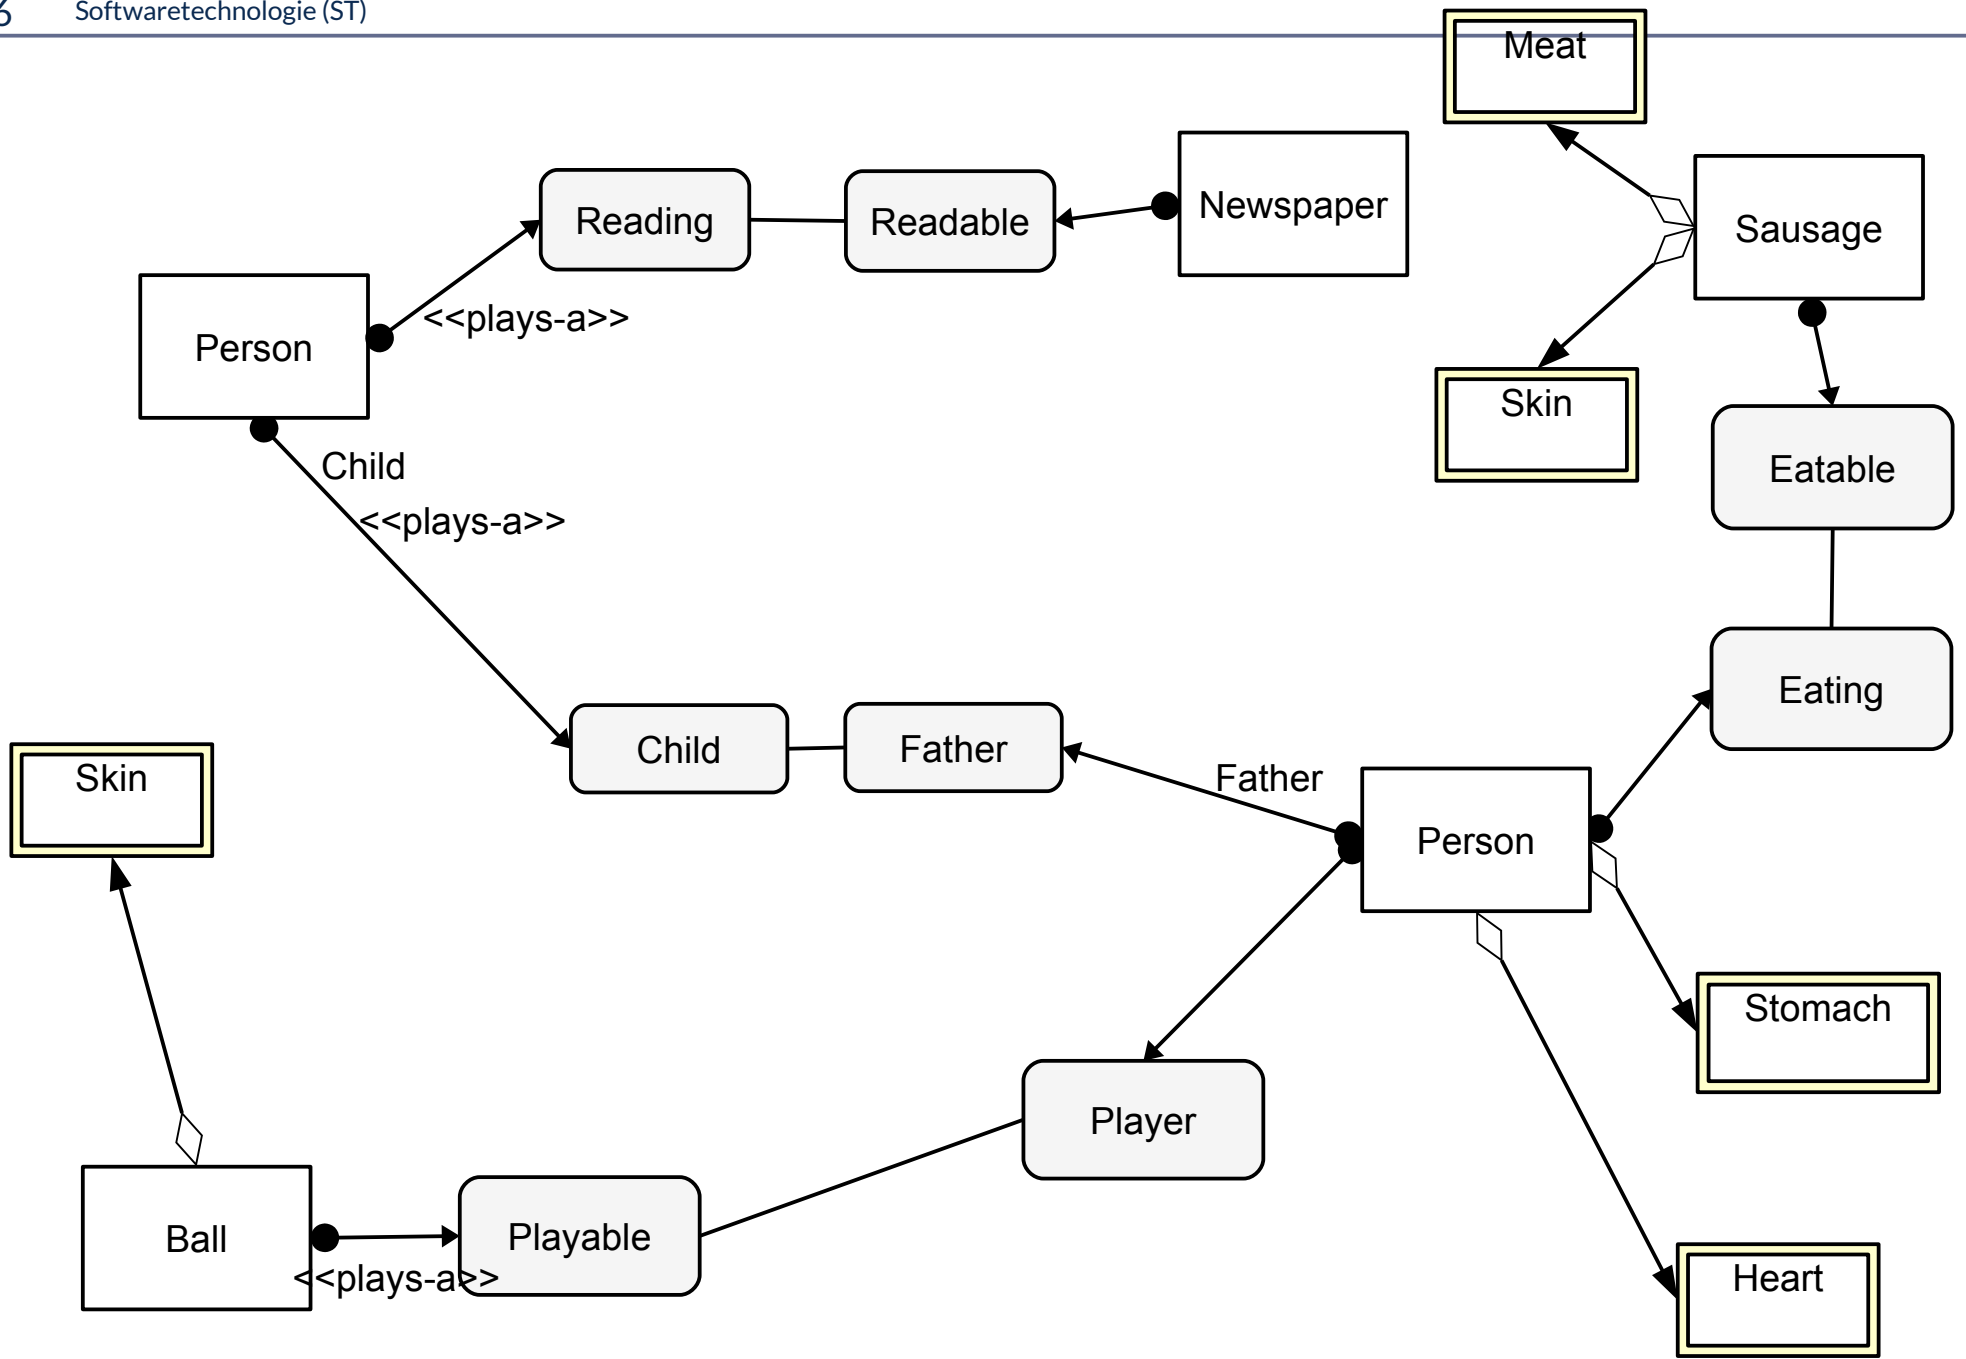 6 Softwaretechnologie (ST)
Meat
Newspaper
Reading
Readable
Sausage
<<plays-a>>
Person
Skin
Child
Eatable
<<plays-a>>
Eating
Child
Father
Father
Skin
Person
Stomach
Player
Ball
Playable
<<plays-a>>
Heart